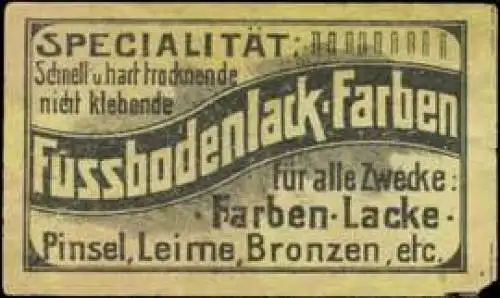 SPECIALITÄT:
Schnell u. hart trocknende
nicht klebende
Fussbodenlack-Farben
für alle Zwecke:
· Farben · Lacke ·
Pinsel, Leime, Bronzen, etc.